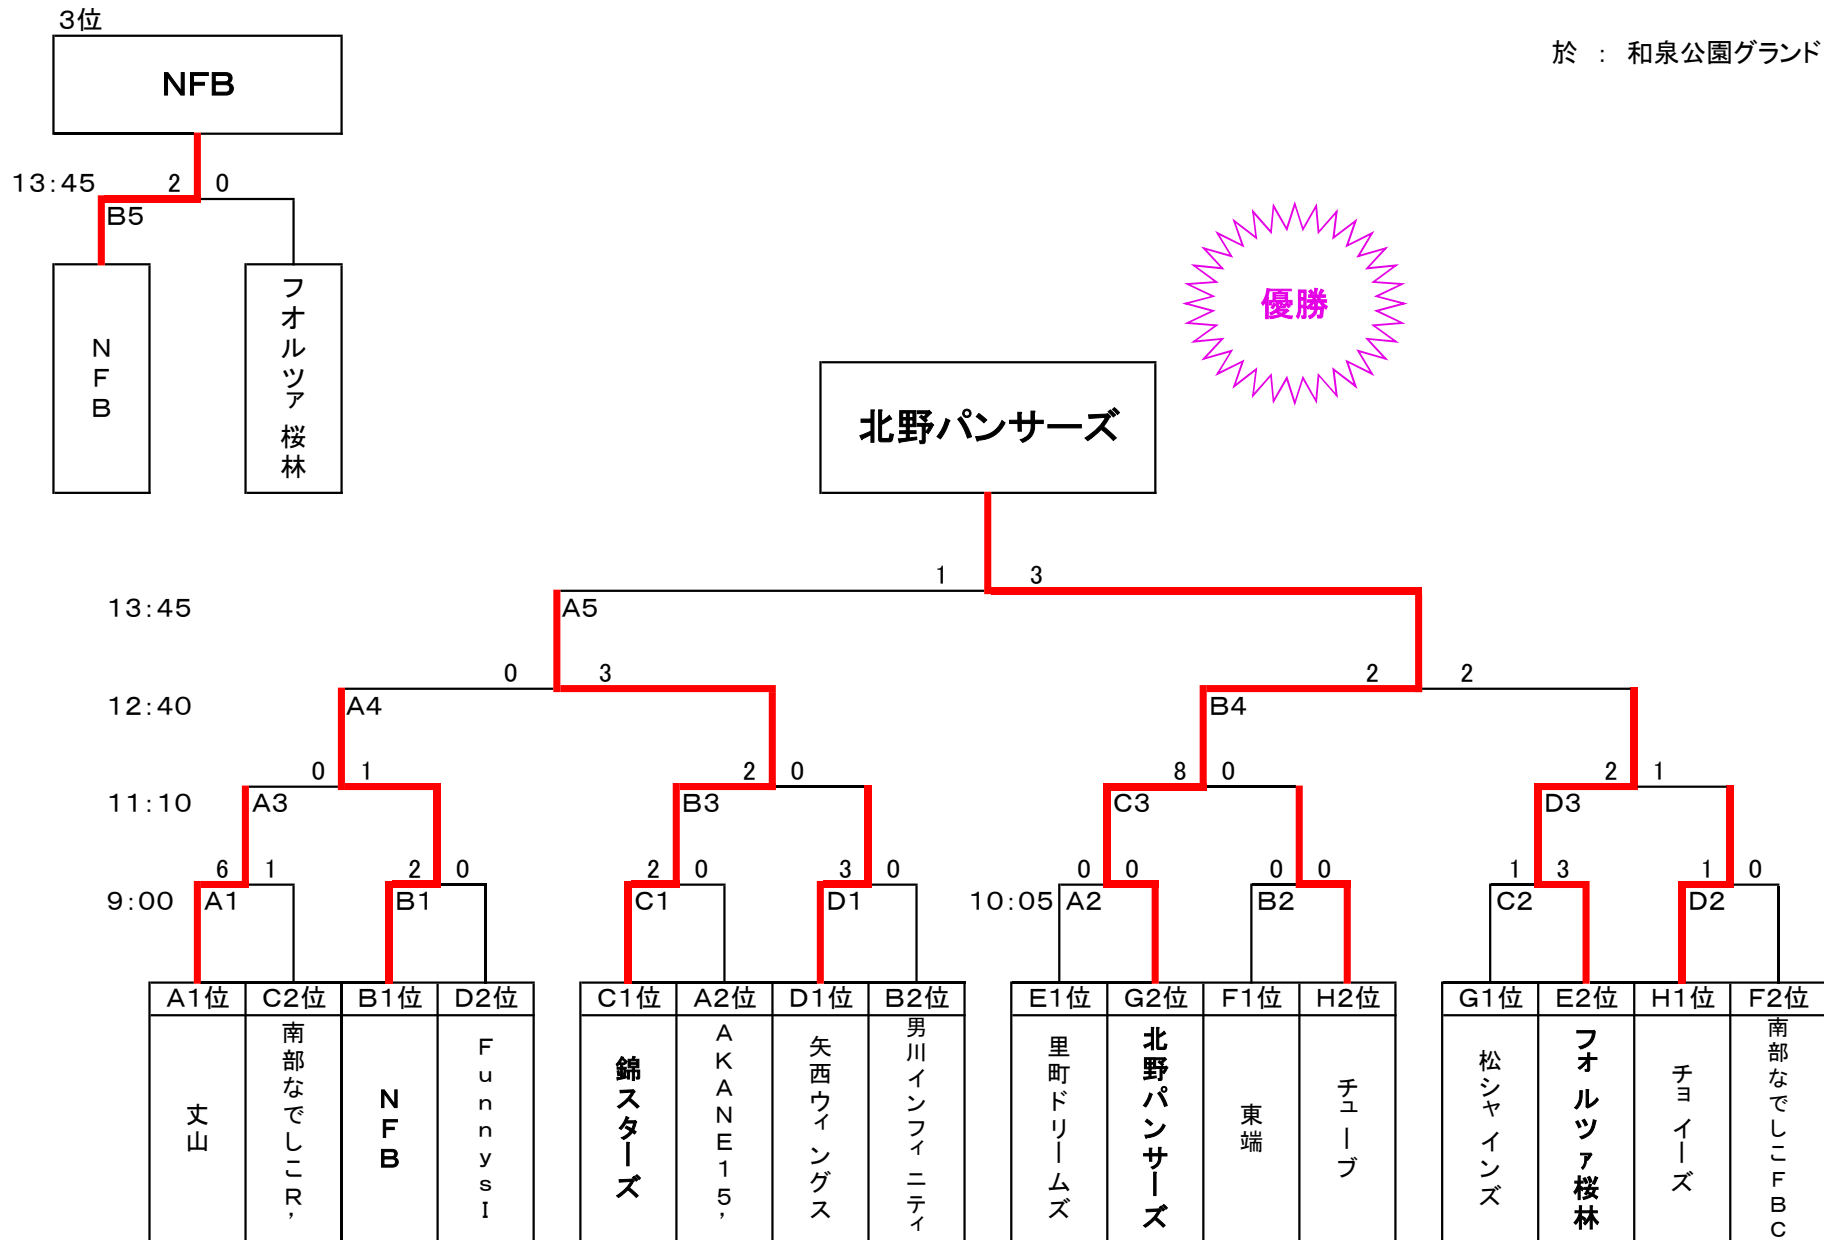 3位
於 : 和泉公園グランド
NFB
13:45 2 0
B5
NFB
フオルツァ桜林
優勝
北野パンサーズ
1 3
13:45 A5
0 3 2 2
12:40 A4 B4
0 1 2 0 8 0 2 1
11:10 A3 B3 C3 D3
6 1 2 0 2 0 3 0 0 0 0 0 1 3 1 0
9:00 A1 B1 C1 D1 10:05 A2 B2 C2 D2
A1位 C2位 B1位 D2位 C1位 A2位 D1位 B2位 E1位 G2位 F1位 H2位 G1位 E2位 H1位 F2位
丈山
南部なでしこR,
NFB
FunnysI
錦スターズ
AKANE15,
矢西ウィングス
男川インフィニティ
里町ドリームズ
北野パンサーズ
東端
チューブ
松シャインズ
フォルツァ桜林
チョイーズ
南部なでしこFBC